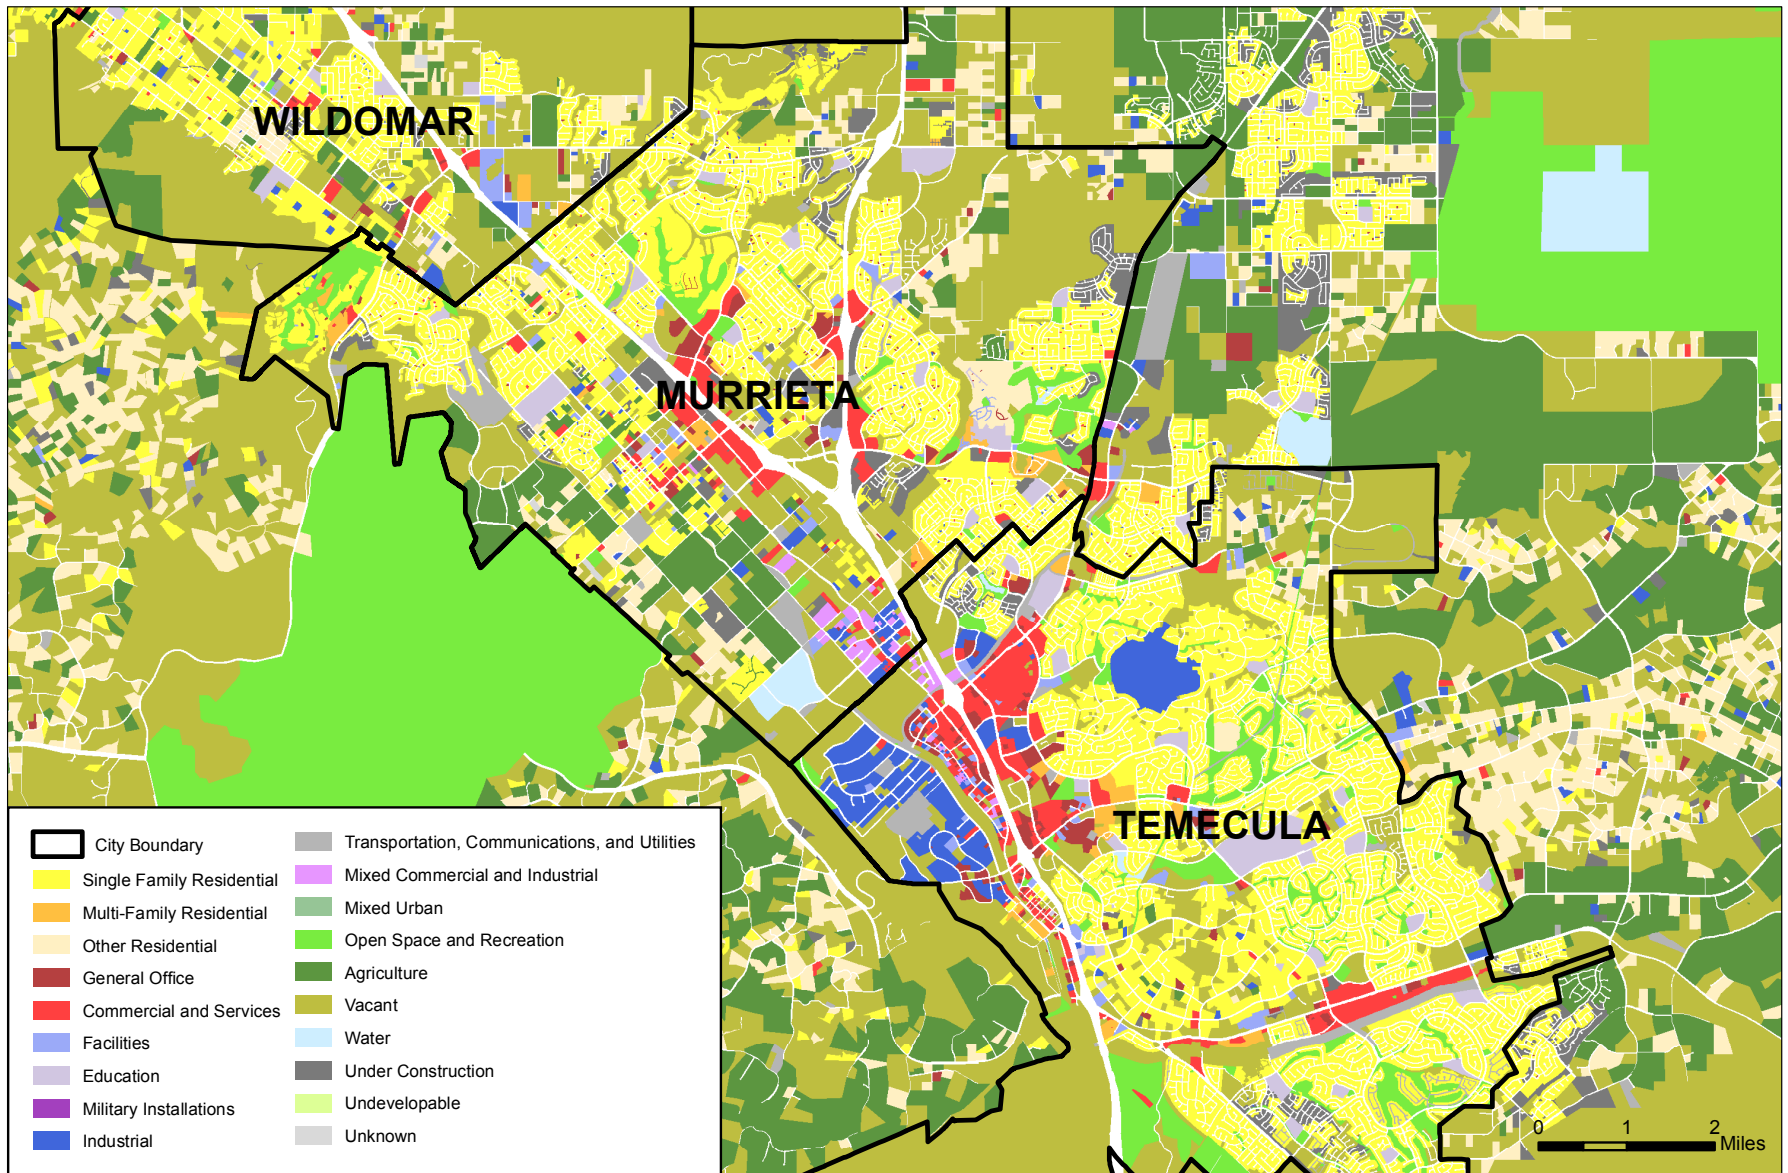 WILDOMAR
MURRIETA
TEMECULA
City Boundary
Single Family Residential
Multi-Family Residential
Other Residential
General Office
Commercial and Services
Facilities
Education
Military Installations
Industrial
Transportation, Communications, and Utilities
Mixed Commercial and Industrial
Mixed Urban
Open Space and Recreation
Agriculture
Vacant
Water
Under Construction
Undevelopable
Unknown
0 1 2
Miles